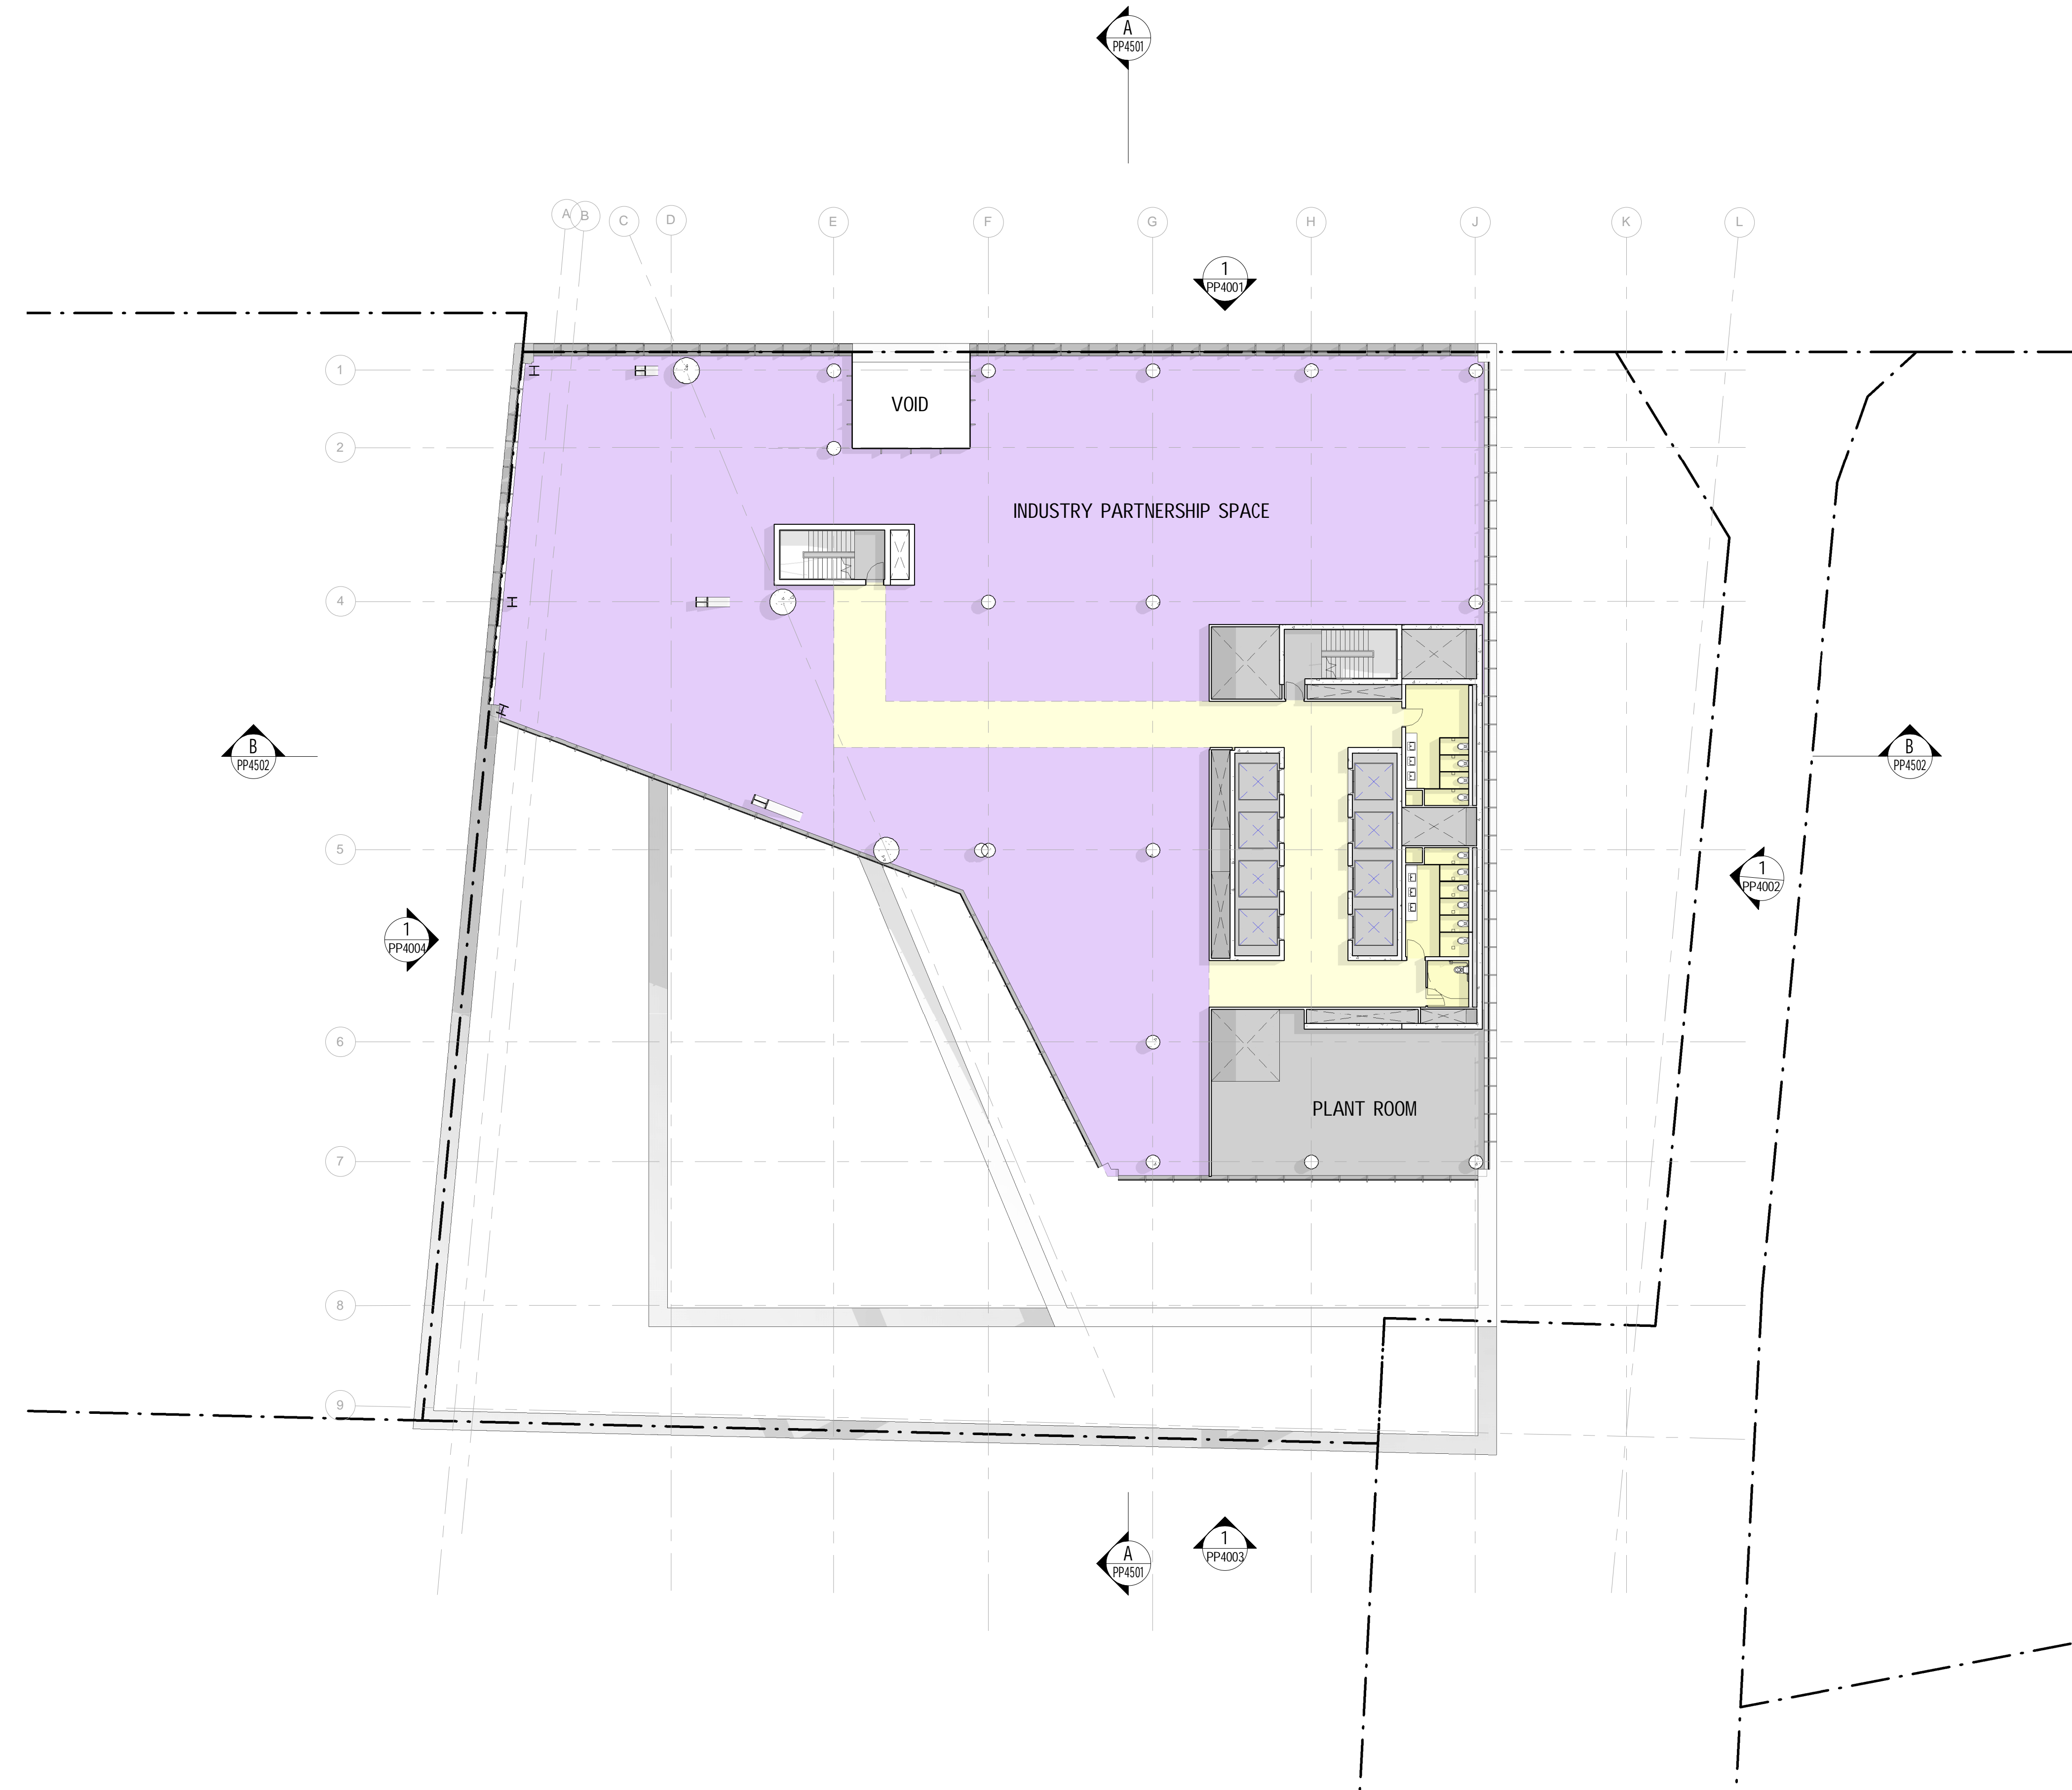 A
PP4501
A B C D E F G H J K L
1
PP4001
1
VOID
2
INDUSTRY PARTNERSHIP SPACE
4
B
PP4502
B
PP4502
5
1
PP4002
1
PP4004
6
PLANT ROOM
7
8
9
A
PP4501
1
PP4003